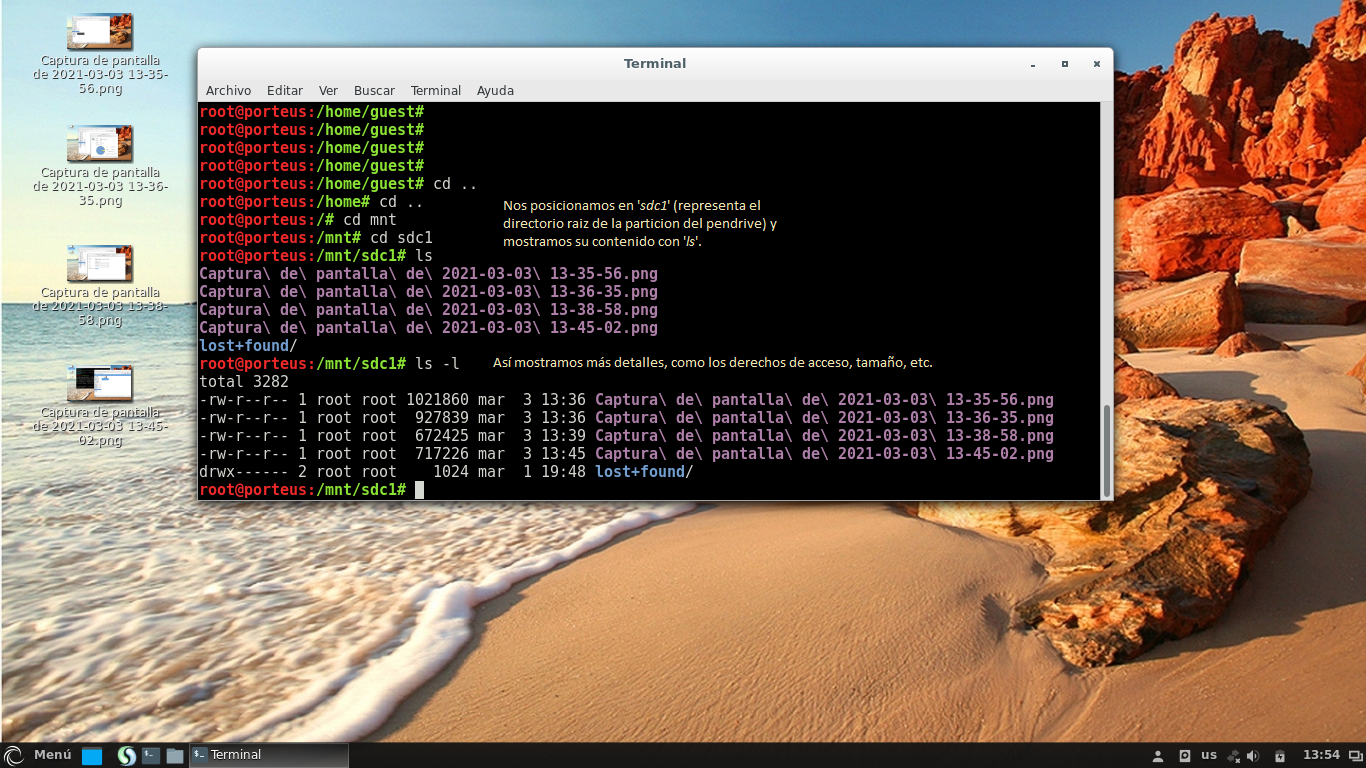 Captura de pantalla
de 2021-03-03 13-35-
56.png
Captura de pantalla
de 2021-03-03 13-36-
35.png
Captura de pantalla
de 2021-03-03 13-38-
58.png
Captura de pantalla
de 2021-03-03 13-45-
02.png
Terminal
Archivo Editar Ver Buscar Terminal Ayuda
root@porteus:/home/guest#
root@porteus:/home/guest#
root@porteus:/home/guest#
root@porteus:/home/guest#
root@porteus:/home/guest# cd ..
root@porteus:/home# cd ..
root@porteus:/# cd mnt
root@porteus:/mnt# cd sdc1
root@porteus:/mnt/sdc1# ls
Nos posicionamos en 'sdc1' (representa el
directorio raiz de la particion del pendrive) y
mostramos su contenido con 'ls'.
Captura\ de\ pantalla\ de\ 2021-03-03\ 13-35-56.png
Captura\ de\ pantalla\ de\ 2021-03-03\ 13-36-35.png
Captura\ de\ pantalla\ de\ 2021-03-03\ 13-38-58.png
Captura\ de\ pantalla\ de\ 2021-03-03\ 13-45-02.png
lost+found/
root@porteus:/mnt/sdc1# ls -l
Así mostramos más detalles, como los derechos de acceso, tamaño, etc.
total 3282
-rw-r--r-- 1 root root 1021860 mar  3 13:36 Captura\ de\ pantalla\ de\ 2021-03-03\ 13-35-56.png
-rw-r--r-- 1 root root  927839 mar  3 13:36 Captura\ de\ pantalla\ de\ 2021-03-03\ 13-36-35.png
-rw-r--r-- 1 root root  672425 mar  3 13:39 Captura\ de\ pantalla\ de\ 2021-03-03\ 13-38-58.png
-rw-r--r-- 1 root root  717226 mar  3 13:45 Captura\ de\ pantalla\ de\ 2021-03-03\ 13-45-02.png
drwx------ 2 root root    1024 mar  1 19:48 lost+found/
root@porteus:/mnt/sdc1#
Menú Terminal us 13:54